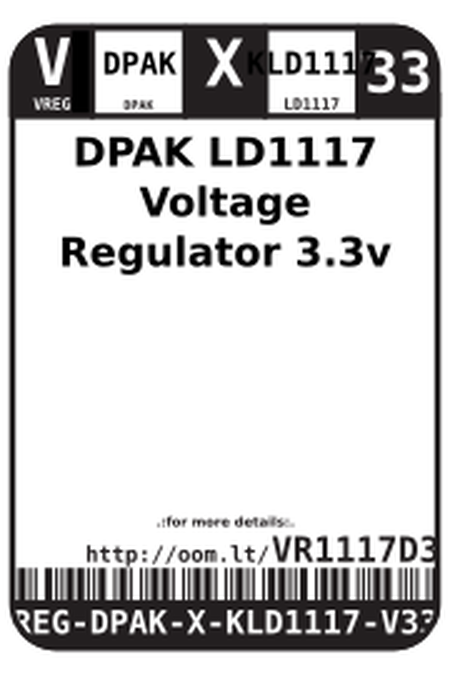 V DPAK X KLD1117 33
VREG DPAK LD1117
DPAK LD1117
Voltage
Regulator 3.3v
.:for more details:.
http://oom.lt/VR1117D3
REG-DPAK-X-KLD1117-V33